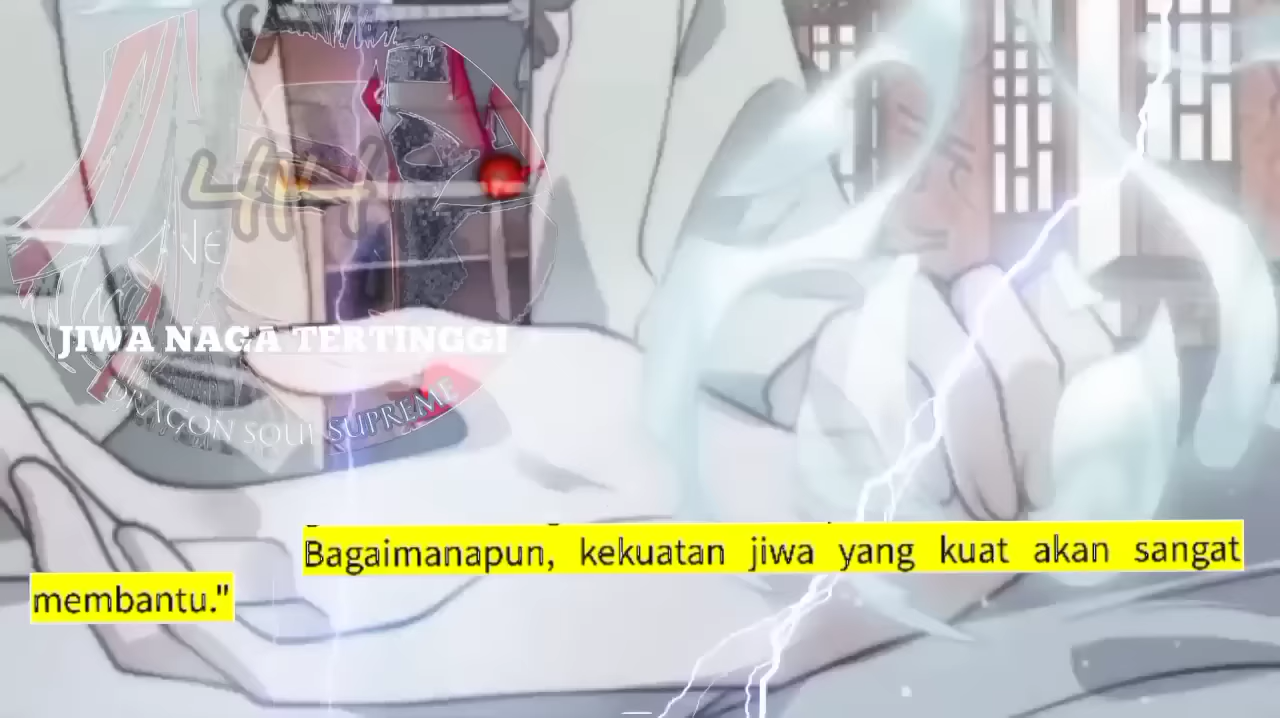 JIWA NAGA TERTINGGI
DRAGON SOUL SUPREME
Bagaimanapun, kekuatan jiwa yang kuat akan sangat
membantu."